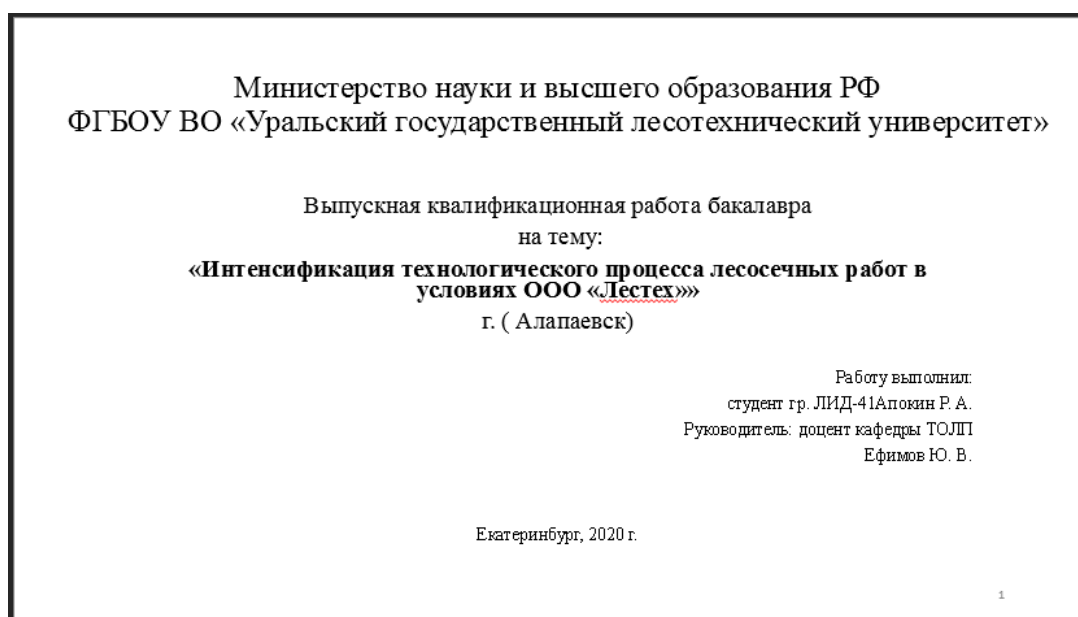 Министерство науки и высшего образования РФ
ФГБОУ ВО «Уральский государственный лесотехнический университет»
Выпускная квалификационная работа бакалавра
на тему:
«Интенсификация технологического процесса лесосечных работ в
условиях ООО «Лестех»»
г. ( Алапаевск)
Работу выполнил:
студент гр. ЛИД-41Апокин Р. А.
Руководитель: доцент кафедры ТОЛП
Ефимов Ю. В.
Екатеринбург, 2020 г.
1